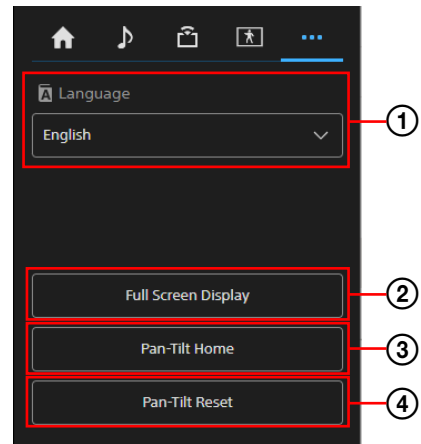 A Language
English
1
Full Screen Display
2
Pan-Tilt Home
3
Pan-Tilt Reset
4